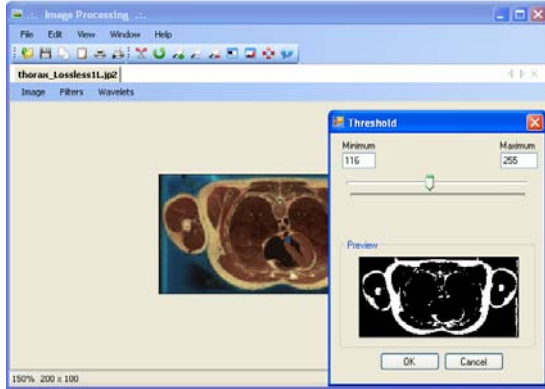 .:. Image Processing .:.
File Edit View Window Help
thorax_Lossless1L.jp2
Image Filters Wavelets
Threshold
Minimum Maximum
116 255
Preview
OK Cancel
150% 200 x 100